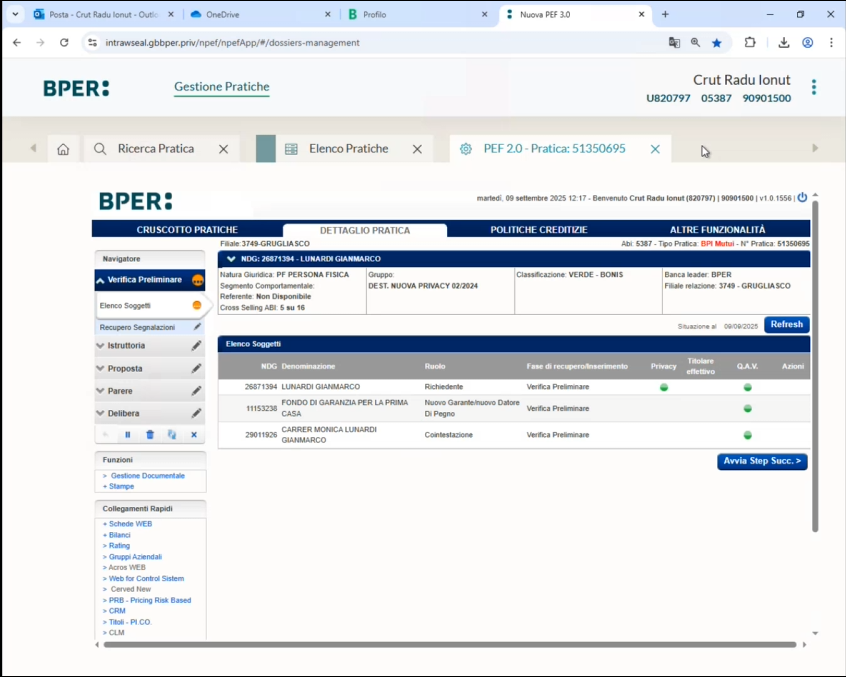 Posta - Crut Radu Ionut - Outlo
OneDrive
Profilo
Nuova PEF 3.0
intrawseal.gbbper.priv/npef/npefApp/#/dossiers-management
BPER:
Gestione Pratiche
Crut Radu Ionut
U820797 05387 90901500
Ricerca Pratica
Elenco Pratiche
PEF 2.0 - Pratica: 51350695
BPER:
martedì, 09 settembre 2025 12:17 - Benvenuto Crut Radu Ionut (820797) | 90901500 | v1.0.1556 |
CRUSCOTTO PRATICHE
DETTAGLIO PRATICA
POLITICHE CREDITIZIE
ALTRE FUNZIONALITÀ
Filiale: 3749-GRUGLIASCO
Abi: 5387 - Tipo Pratica: BPI Mutui - N° Pratica: 51350695
Navigatore
Verifica Preliminare
Elenco Soggetti
Recupero Segnalazioni
Istruttoria
Proposta
Parere
Delibera
Funzioni
> Gestione Documentale
+ Stampe
Collegamenti Rapidi
+ Schede WEB
+ Bilanci
> Rating
> Gruppi Aziendali
> Acros WEB
> Web for Control Sistem
> Cerved New
> PRB - Pricing Risk Based
> CRM
> Titoli - PI.CO.
> CLM
NDG: 26871394 - LUNARDI GIANMARCO
Natura Giuridica: PF PERSONA FISICA
Segmento Comportamentale:
Referente: Non Disponibile
Cross Selling ABI: 5 su 16
Gruppo:
DEST. NUOVA PRIVACY 02/2024
Classificazione: VERDE - BONIS
Banca leader: BPER
Filiale relazione: 3749 - GRUGLIASCO
Situazione al 09/09/2025
Refresh
Elenco Soggetti
NDG Denominazione Ruolo Fase di recupero/Inserimento Privacy Titolare effettivo Q.A.V. Azioni
26871394 LUNARDI GIANMARCO Richiedente Verifica Preliminare
11153238 FONDO DI GARANZIA PER LA PRIMA CASA Nuovo Garante/nuovo Datore Di Pegno Verifica Preliminare
29011926 CARRER MONICA LUNARDI GIANMARCO Cointestazione Verifica Preliminare
Avvia Step Succ. >